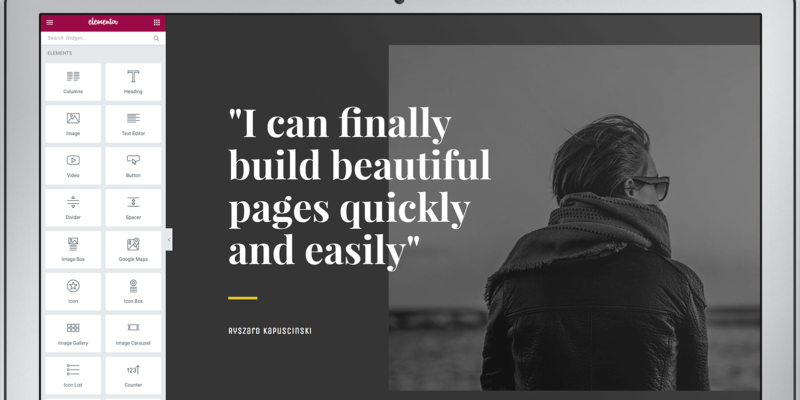 elementor
Search Widget...
ELEMENTS
Columns
Heading
Image
Text Editor
Video
Button
Divider
Spacer
Image Box
Google Maps
Icon
Icon Box
Image Gallery
Image Carousel
Icon List
Counter
"I can finally
build beautiful
pages quickly
and easily"
Ryszard Kapuscinski